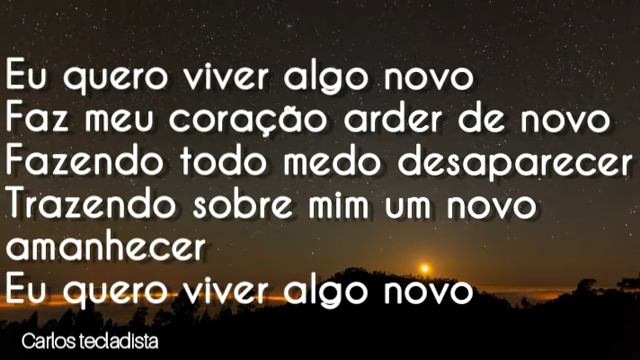 Eu quero viver algo novo
Faz meu coração arder de novo
Fazendo todo medo desaparecer
Trazendo sobre mim um novo
amanhecer
Eu quero viver algo novo
Carlos tecladista